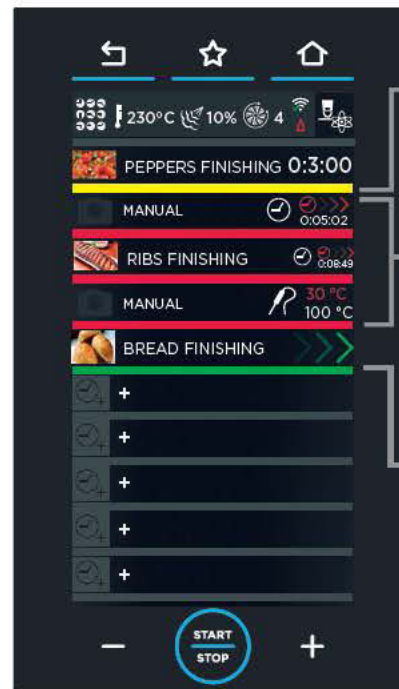 230°C 10% 4
PEPPERS FINISHING 0:3:00
MANUAL 0:05:02
RIBS FINISHING 0:08:49
MANUAL 30 °C
100 °C
BREAD FINISHING
+
+
+
+
+
START
STOP
− +